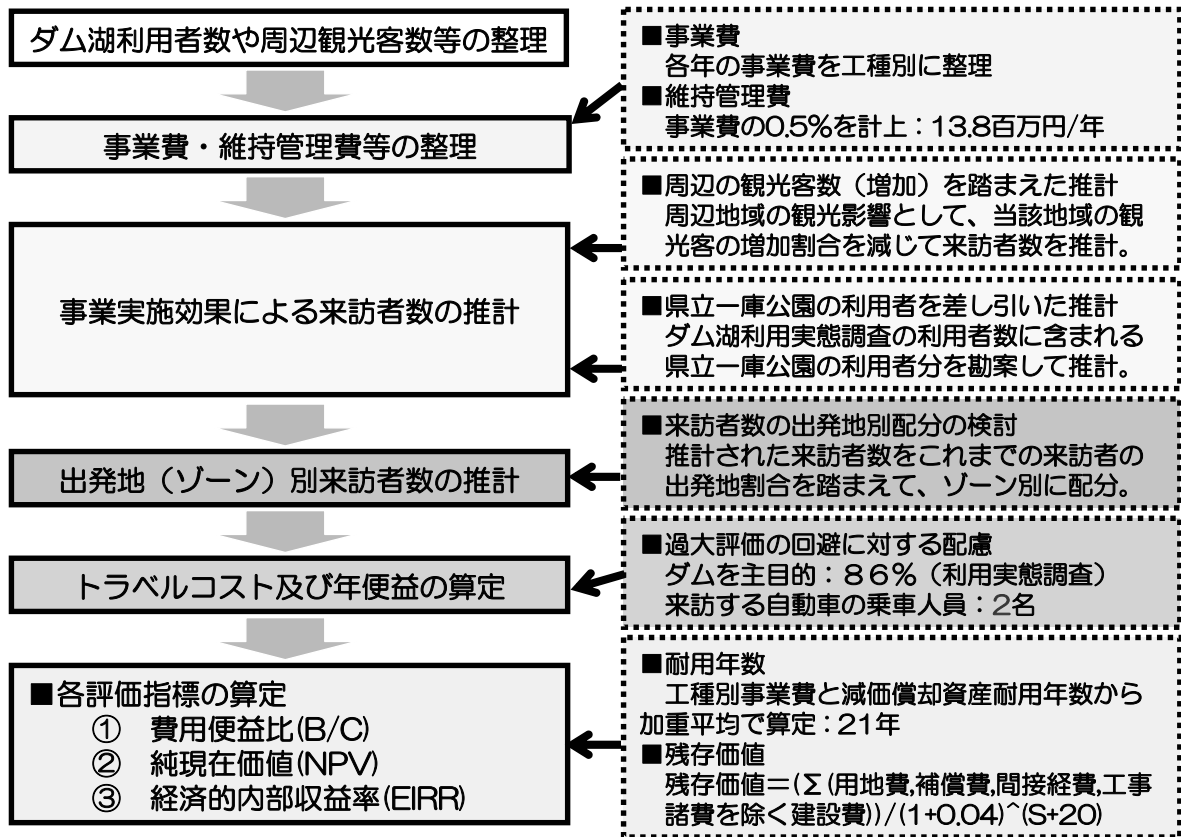 ダム湖利用者数や周辺観光客数等の整理
事業費・維持管理費等の整理
事業実施効果による来訪者数の推計
出発地（ゾーン）別来訪者数の推計
トラベルコスト及び年便益の算定
■各評価指標の算定
① 費用便益比(B/C)
② 純現在価値(NPV)
③ 経済的内部収益率(EIRR)
■事業費
各年の事業費を工種別に整理
■維持管理費
事業費の0.5%を計上：13.8百万円/年
■周辺の観光客数（増加）を踏まえた推計
周辺地域の観光影響として、当該地域の観
光客の増加割合を減じて来訪者数を推計。
■県立一庫公園の利用者を差し引いた推計
ダム湖利用実態調査の利用者数に含まれる
県立一庫公園の利用者分を勘案して推計。
■来訪者数の出発地別配分の検討
推計された来訪者数をこれまでの来訪者の
出発地割合を踏まえて、ゾーン別に配分。
■過大評価の回避に対する配慮
ダムを主目的：８６％（利用実態調査）
来訪する自動車の乗車人員：2名
■耐用年数
工種別事業費と減価償却資産耐用年数から
加重平均で算定：21年
■残存価値
残存価値＝(Σ(用地費,補償費,間接経費,工事
諸費を除く建設費))/(1+0.04)^(S+20)